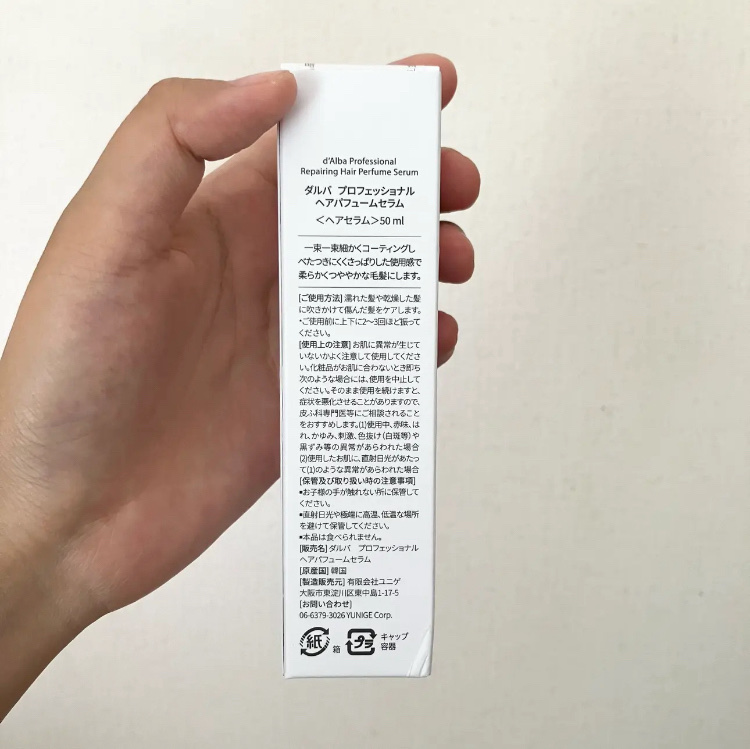 d'Alba Professional
Repairing Hair Perfume Serum
ダルバ プロフェッショナル
ヘアパフュームセラム
＜ヘアセラム＞50 ml
一束一束細かくコーティングし
べたつきにくくさっぱりした使用感で
柔らかくつややかな毛髪にします。
[ご使用方法] 濡れた髪や乾燥した髪
に吹きかけて傷んだ髪をケアします。
•ご使用前に上下に2〜3回ほど振って
ください。
[使用上の注意] お肌に異常が生じて
いないかよく注意して使用してくださ
い。化粧品がお肌に合わないとき即ち
次のような場合には、使用を中止して
ください。そのまま使用を続けますと、
症状を悪化させることがありますので、
皮ふ科専門医等にご相談されること
をおすすめします。(1)使用中、赤味、は
れ、かゆみ、刺激、色抜け(白斑等)や
黒ずみ等の異常があらわれた場合
(2)使用したお肌に、直射日光があたっ
て(1)のような異常があらわれた場合
[保管及び取り扱い時の注意事項]
•お子様の手が触れない所に保管して
ください。
•直射日光や極端に高温、低温な場所
を避けて保管してください。
•本品は食べられません。
[販売名] ダルバ プロフェッショナル
ヘアパフュームセラム
[原産国] 韓国
[製造販売元] 有限会社ユニゲ
大阪市東淀川区東中島1-17-5
[お問い合わせ]
06-6379-3026 YUNIGE Corp.
紙 箱 プラ キャップ
容器